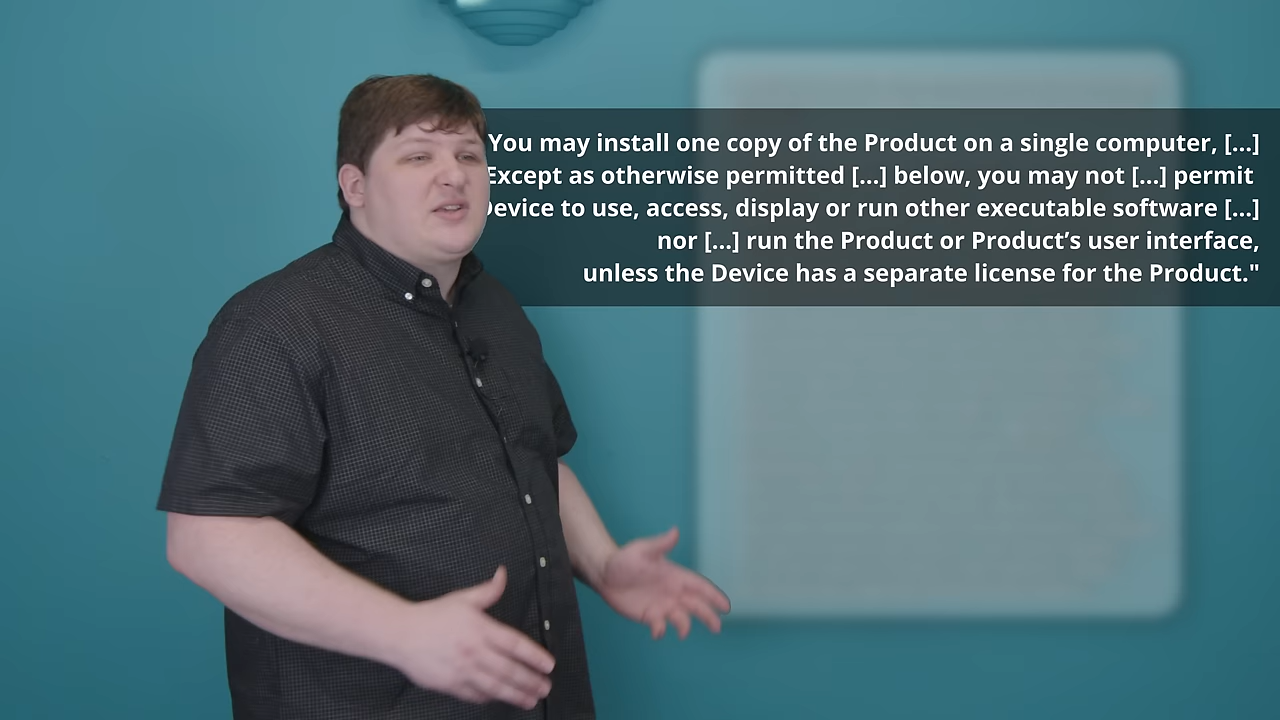 You may install one copy of the Product on a single computer, [...]
Except as otherwise permitted [...] below, you may not [...] permit
Device to use, access, display or run other executable software [...]
nor [...] run the Product or Product’s user interface,
unless the Device has a separate license for the Product."